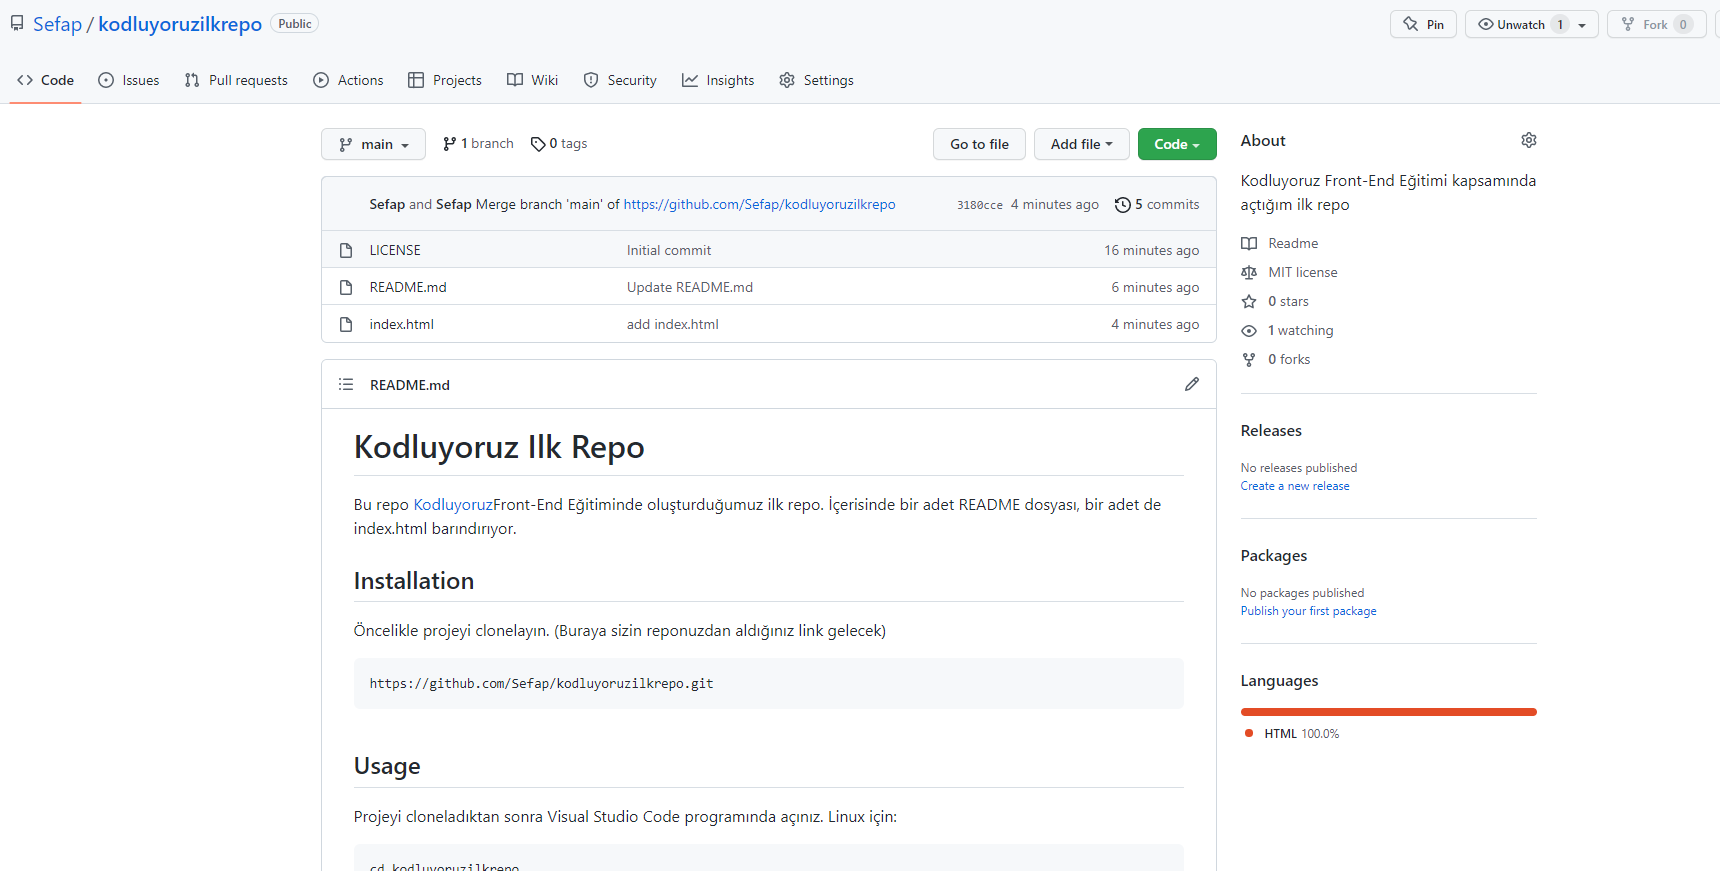 Sefap / kodluyoruzilkrepo Public
Pin
Unwatch 1
Fork 0
Code Issues Pull requests Actions Projects Wiki Security Insights Settings
main 1 branch 0 tags Go to file Add file Code
Sefap and Sefap Merge branch 'main' of https://github.com/Sefap/kodluyoruzilkrepo 3180cce 4 minutes ago 5 commits
LICENSE Initial commit 16 minutes ago
README.md Update README.md 6 minutes ago
index.html add index.html 4 minutes ago
README.md
Kodluyoruz Ilk Repo
Bu repo KodluyoruzFront-End Eğitiminde oluşturduğumuz ilk repo. İçerisinde bir adet README dosyası, bir adet de
index.html barındırıyor.
Installation
Öncelikle projeyi clonelayın. (Buraya sizin reponuzdan aldığınız link gelecek)
https://github.com/Sefap/kodluyoruzilkrepo.git
Usage
Projeyi cloneladıktan sonra Visual Studio Code programında açınız. Linux için:
cd kodluyoruzilkrepo
About
Kodluyoruz Front-End Eğitimi kapsamında
açtığım ilk repo
Readme
MIT license
0 stars
1 watching
0 forks
Releases
No releases published
Create a new release
Packages
No packages published
Publish your first package
Languages
HTML 100.0%